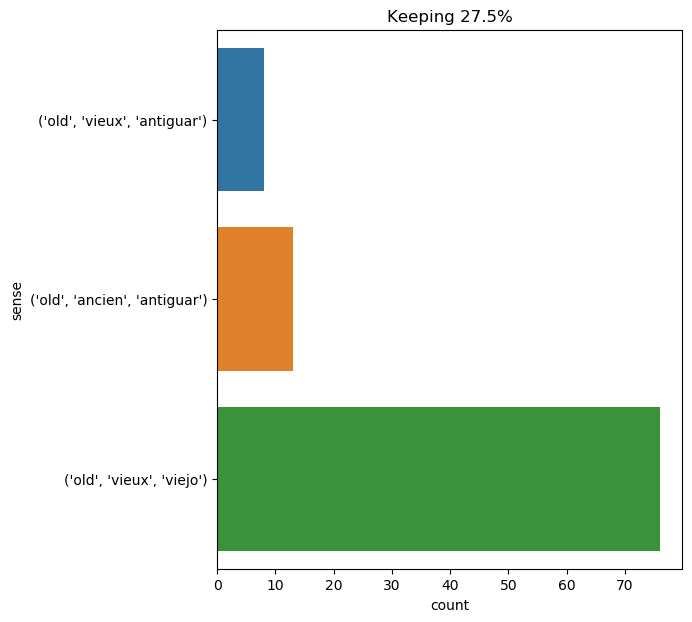 Keeping 27.5%
('old', 'vieux', 'antiguar')
('old', 'ancien', 'antiguar')
('old', 'vieux', 'viejo')
sense
0 10 20 30 40 50 60 70
count